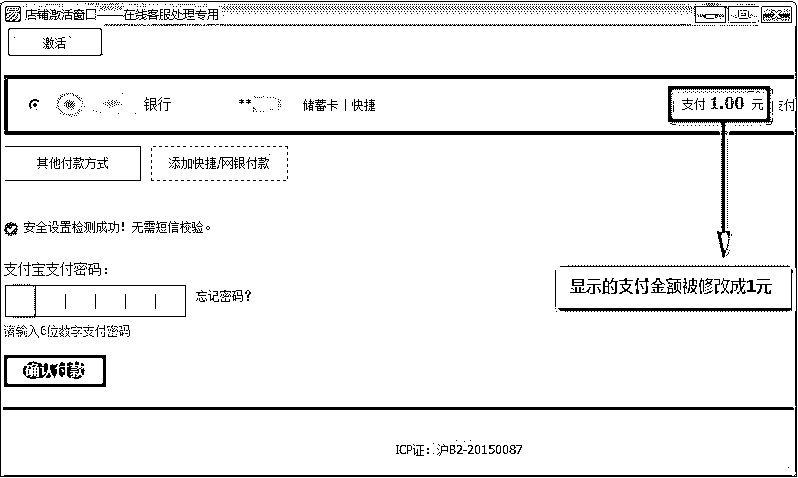 店铺激活窗口——在线客服处理专用
激活
银行 ** 储蓄卡 | 快捷 支付 1.00 元 支付
其他付款方式 添加快捷/网银付款
安全设置检测成功！无需短信校验。
支付宝支付密码：
忘记密码？
显示的支付金额被修改成1元
请输入6位数字支付密码
确认付款
ICP证：沪B2-20150087